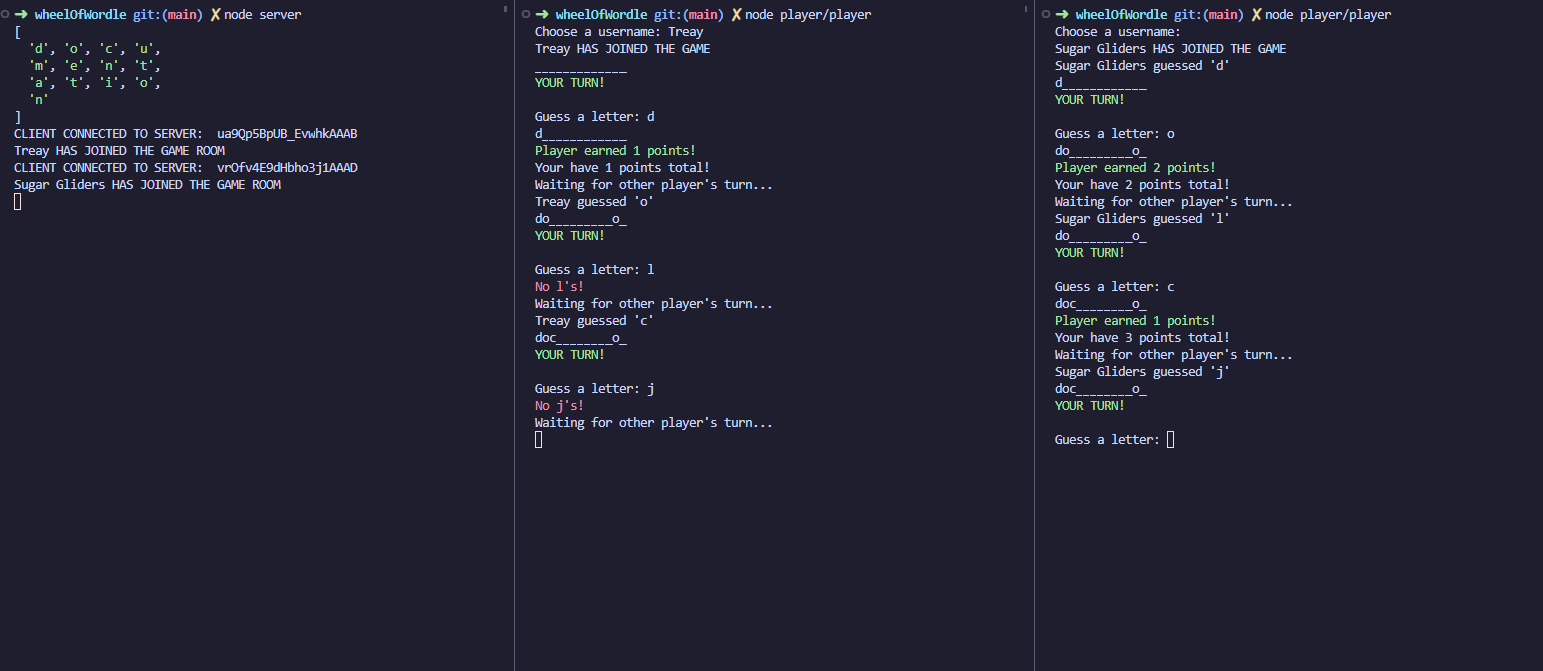 ➜ wheelOfWordle git:(main) ✗ node server
[
  'd', 'o', 'c', 'u',
  'm', 'e', 'n', 't',
  'a', 't', 'i', 'o',
  'n'
]
CLIENT CONNECTED TO SERVER:  ua9Qp5BpUB_EvwhkAAAB
Treay HAS JOINED THE GAME ROOM
CLIENT CONNECTED TO SERVER:  vrOfv4E9dHbho3j1AAAD
Sugar Gliders HAS JOINED THE GAME ROOM
➜ wheelOfWordle git:(main) ✗ node player/player
Choose a username: Treay
Treay HAS JOINED THE GAME
_____________
YOUR TURN!
Guess a letter: d
d____________
Player earned 1 points!
Your have 1 points total!
Waiting for other player's turn...
Treay guessed 'o'
do_________o_
YOUR TURN!
Guess a letter: l
No l's!
Waiting for other player's turn...
Treay guessed 'c'
doc________o_
YOUR TURN!
Guess a letter: j
No j's!
Waiting for other player's turn...
➜ wheelOfWordle git:(main) ✗ node player/player
Choose a username:
Sugar Gliders HAS JOINED THE GAME
Sugar Gliders guessed 'd'
d____________
YOUR TURN!
Guess a letter: o
do_________o_
Player earned 2 points!
Your have 2 points total!
Waiting for other player's turn...
Sugar Gliders guessed 'l'
do_________o_
YOUR TURN!
Guess a letter: c
doc________o_
Player earned 1 points!
Your have 3 points total!
Waiting for other player's turn...
Sugar Gliders guessed 'j'
doc________o_
YOUR TURN!
Guess a letter: